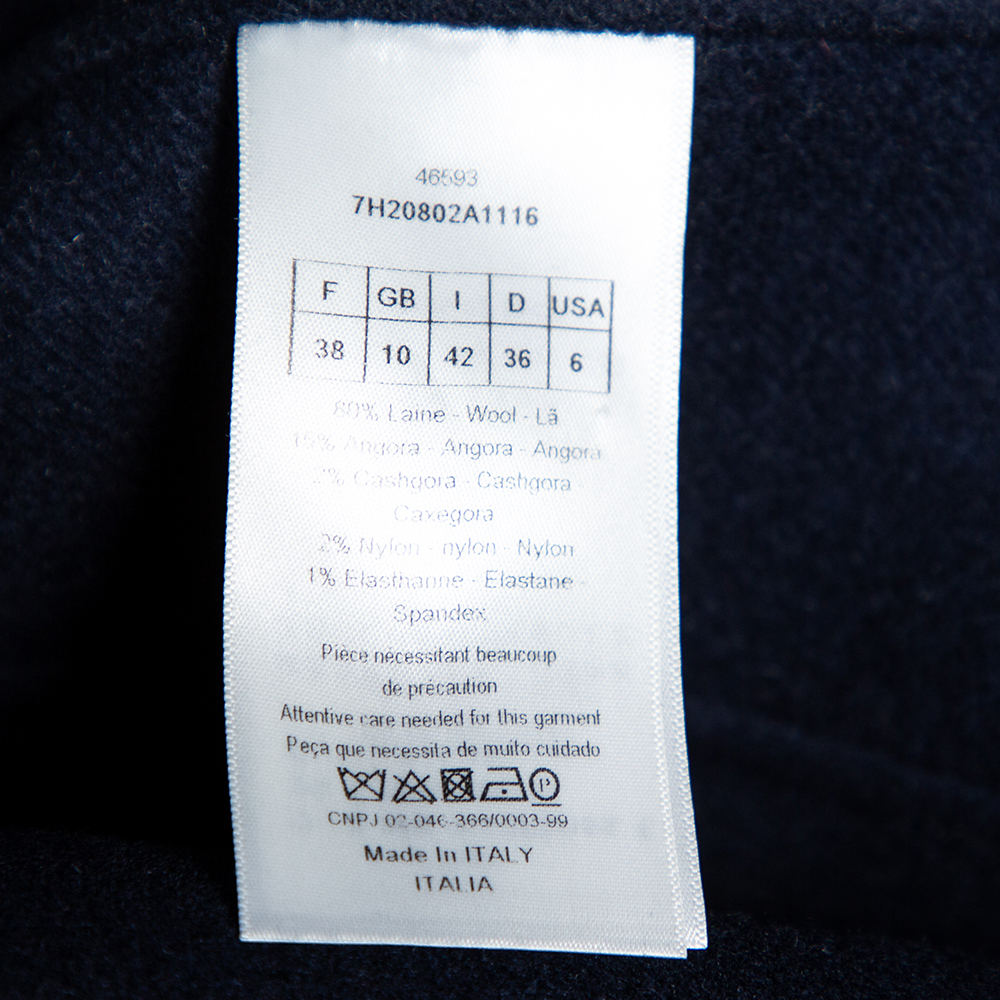 46593
7H20802A1116
F GB I D USA
38 10 42 36 6
80% Laine - Wool - Lã
15% Angora - Angora - Angora
2% Cashgora - Cashgora
Caxegora
2% Nylon - nylon - Nylon
1% Elasthanne - Elastane -
Spandex
Pièce nécessitant beaucoup
de précaution
Attentive care needed for this garment
Peça que necessita de muito cuidado
P
CNPJ 02-046-366/0003-99
Made In ITALY
ITALIA